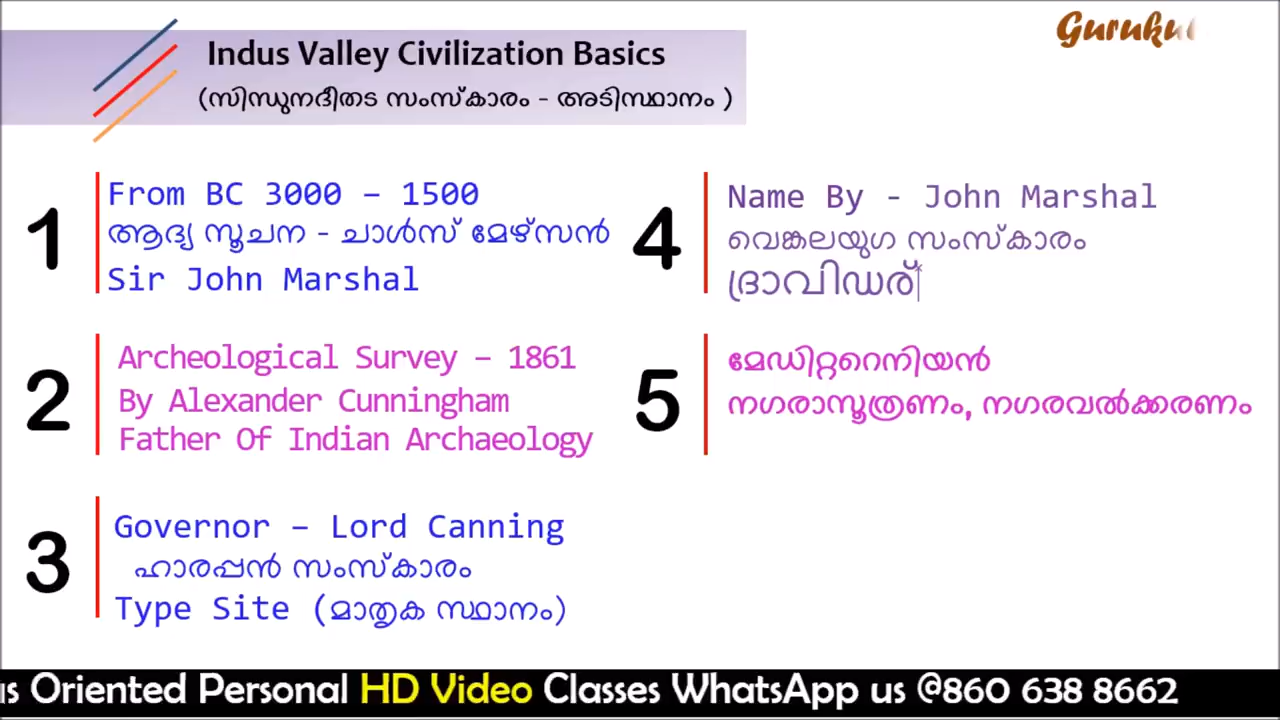 Indus Valley Civilization Basics
(സിന്ധുനദീതട സംസ്കാരം - അടിസ്ഥാനം )
Guruku
1
From BC 3000 – 1500
ആദ്യ സൂചന - ചാൾസ് മേഴ്സൻ
Sir John Marshal
2
Archeological Survey – 1861
By Alexander Cunningham
Father Of Indian Archaeology
3
Governor – Lord Canning
ഹാരപ്പൻ സംസ്കാരം
Type Site (മാതൃക സ്ഥാനം)
4
Name By - John Marshal
വെങ്കലയുഗ സംസ്കാരം
ദ്രാവിഡര്
5
മേഡിറ്ററെനിയൻ
നഗരാസൂത്രണം, നഗരവൽക്കരണം
us Oriented Personal HD Video Classes WhatsApp us @860 638 8662